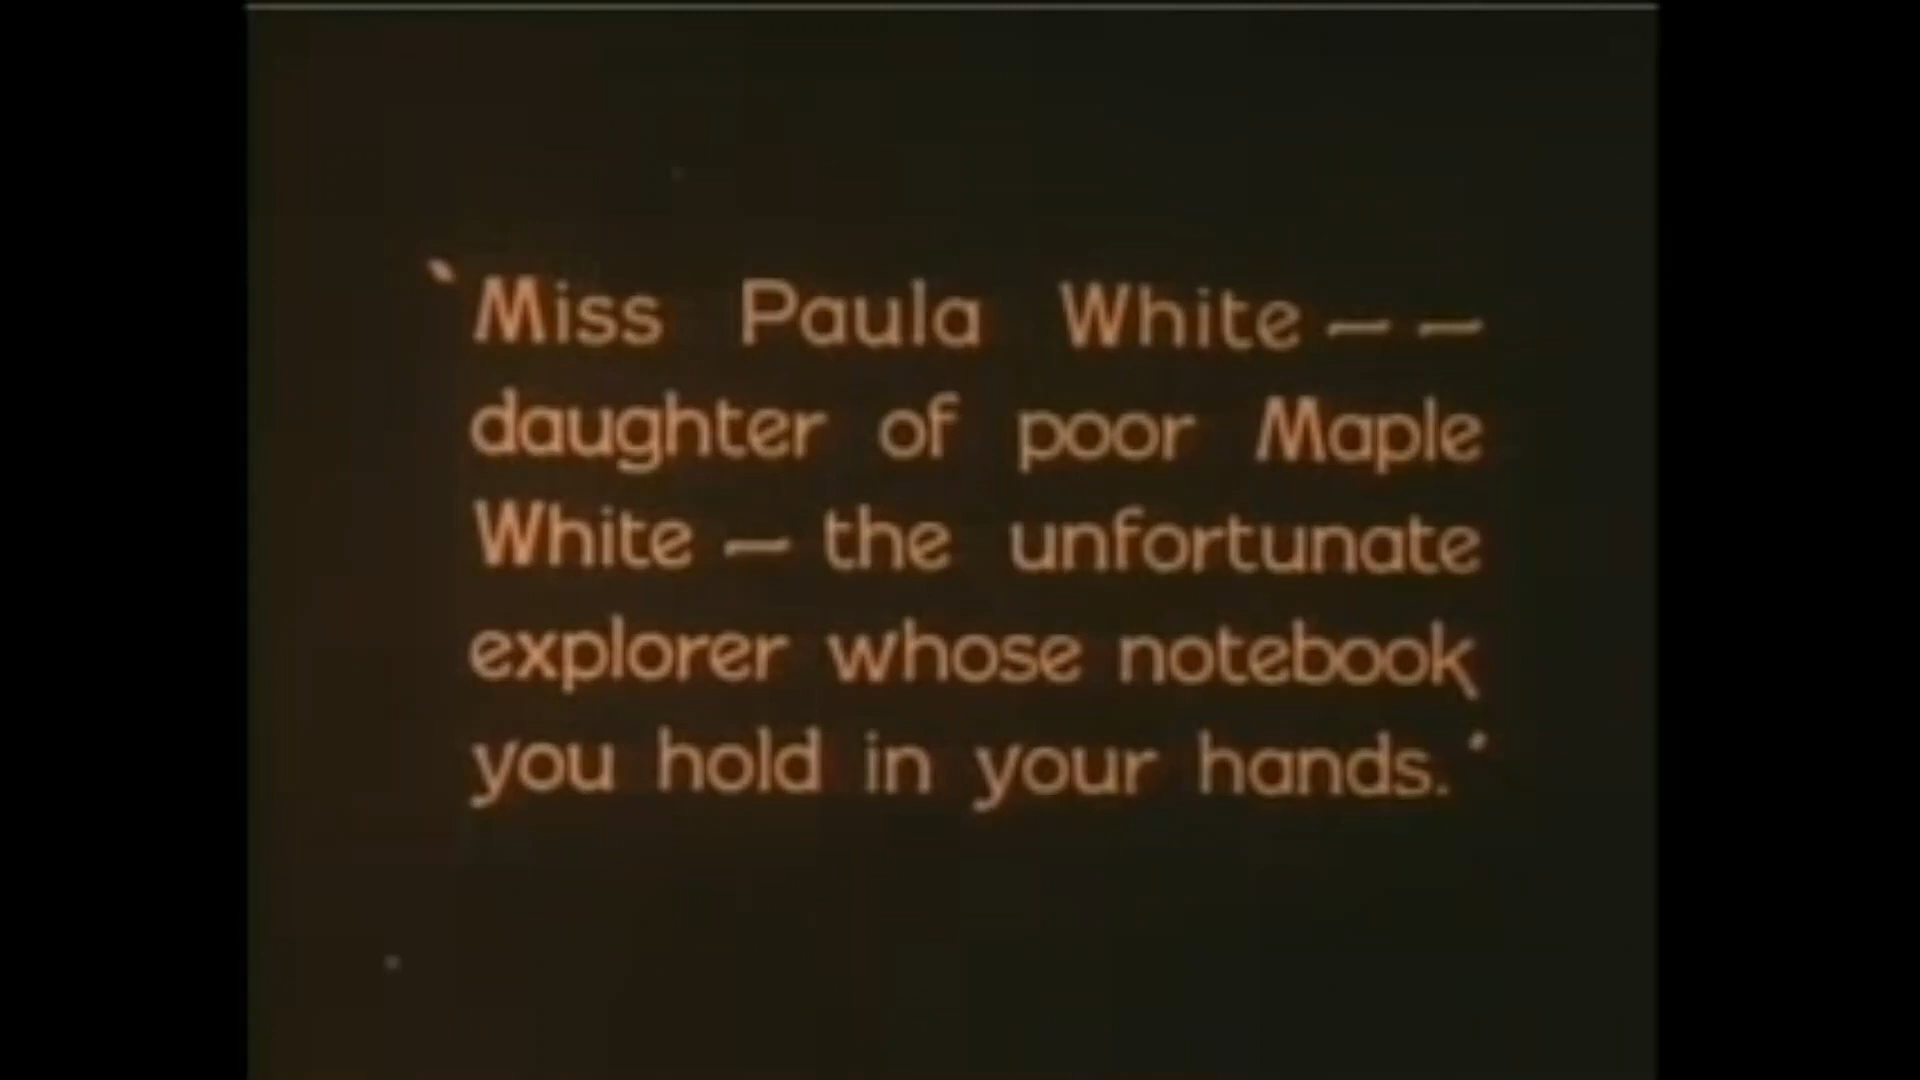 ‘Miss Paula White——
daughter of poor Maple
White — the unfortunate
explorer whose notebook
you hold in your hands.’